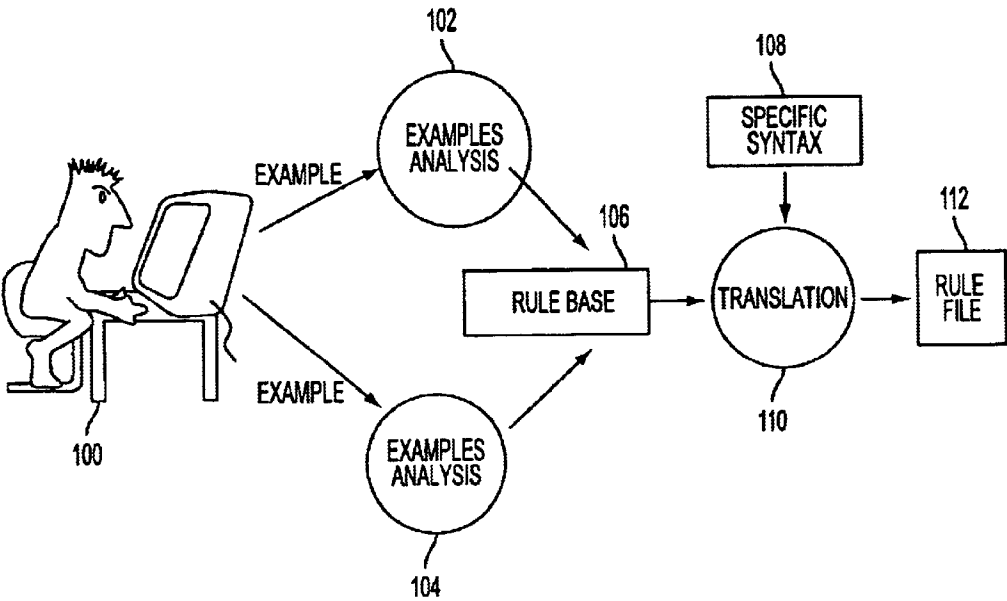 102
108
EXAMPLES
ANALYSIS
SPECIFIC
SYNTAX
EXAMPLE
106
112
RULE BASE
TRANSLATION
RULE
FILE
EXAMPLE
100
EXAMPLES
ANALYSIS
110
104